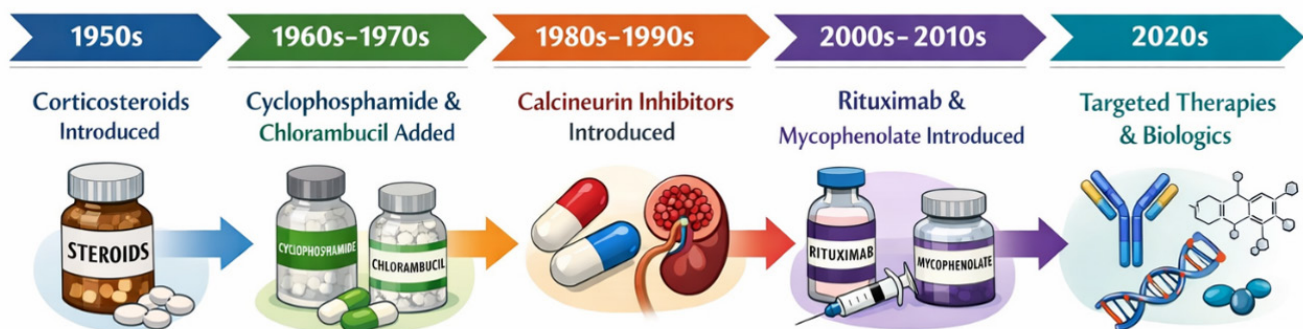 1950s
1960s–1970s
1980s–1990s
2000s–2010s
2020s
Corticosteroids
Introduced
Cyclophosphamide &
Chlorambucil Added
Calcineurin Inhibitors
Introduced
Rituximab &
Mycophenolate Introduced
Targeted Therapies
& Biologics
STEROIDS
CYCLOPHOSPHAMIDE
CHLORAMBUCIL
RITUXIMAB
MYCOPHENOLATE